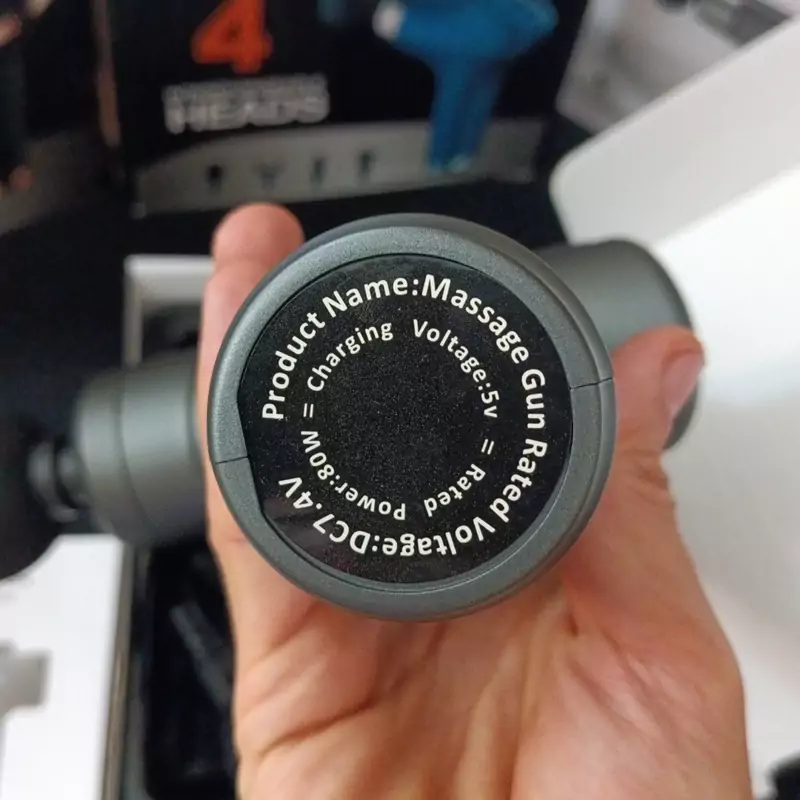 4
HEADS
Product Name:Massage Gun Rated Voltage:DC7.4V
Charging Voltage:5v = Rated Power:80W =